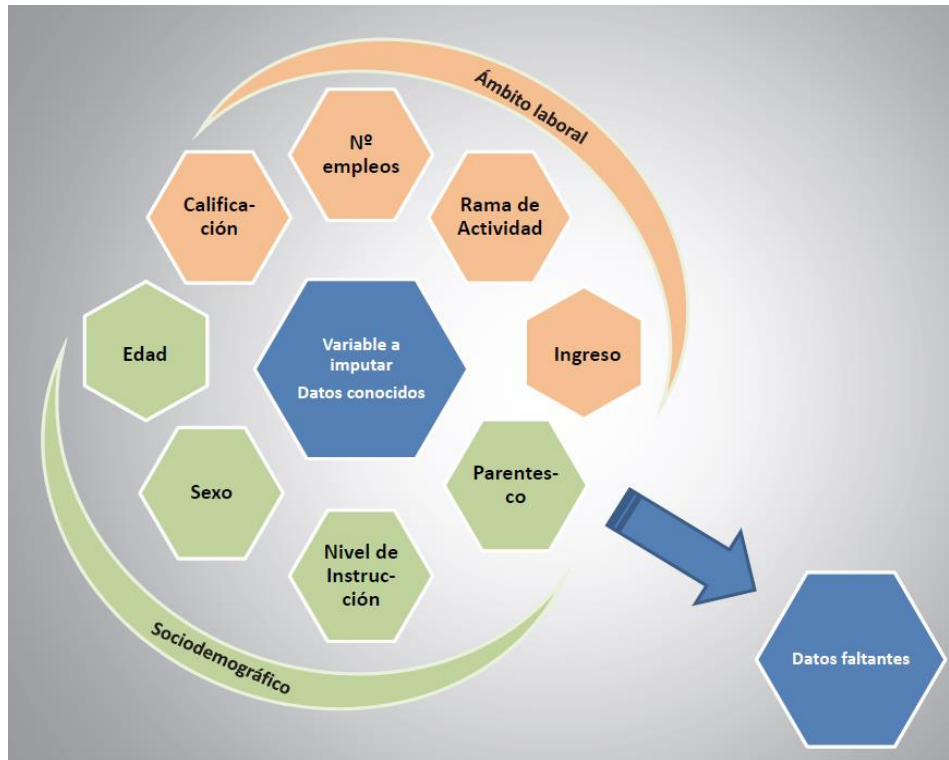 Ámbito laboral
Nº
empleos
Califica-
ción
Rama de
Actividad
Edad
Variable a
imputar
Datos conocidos
Ingreso
Sexo
Parentes-
co
Nivel de
Instruc-
ción
Sociodemográfico
Datos faltantes